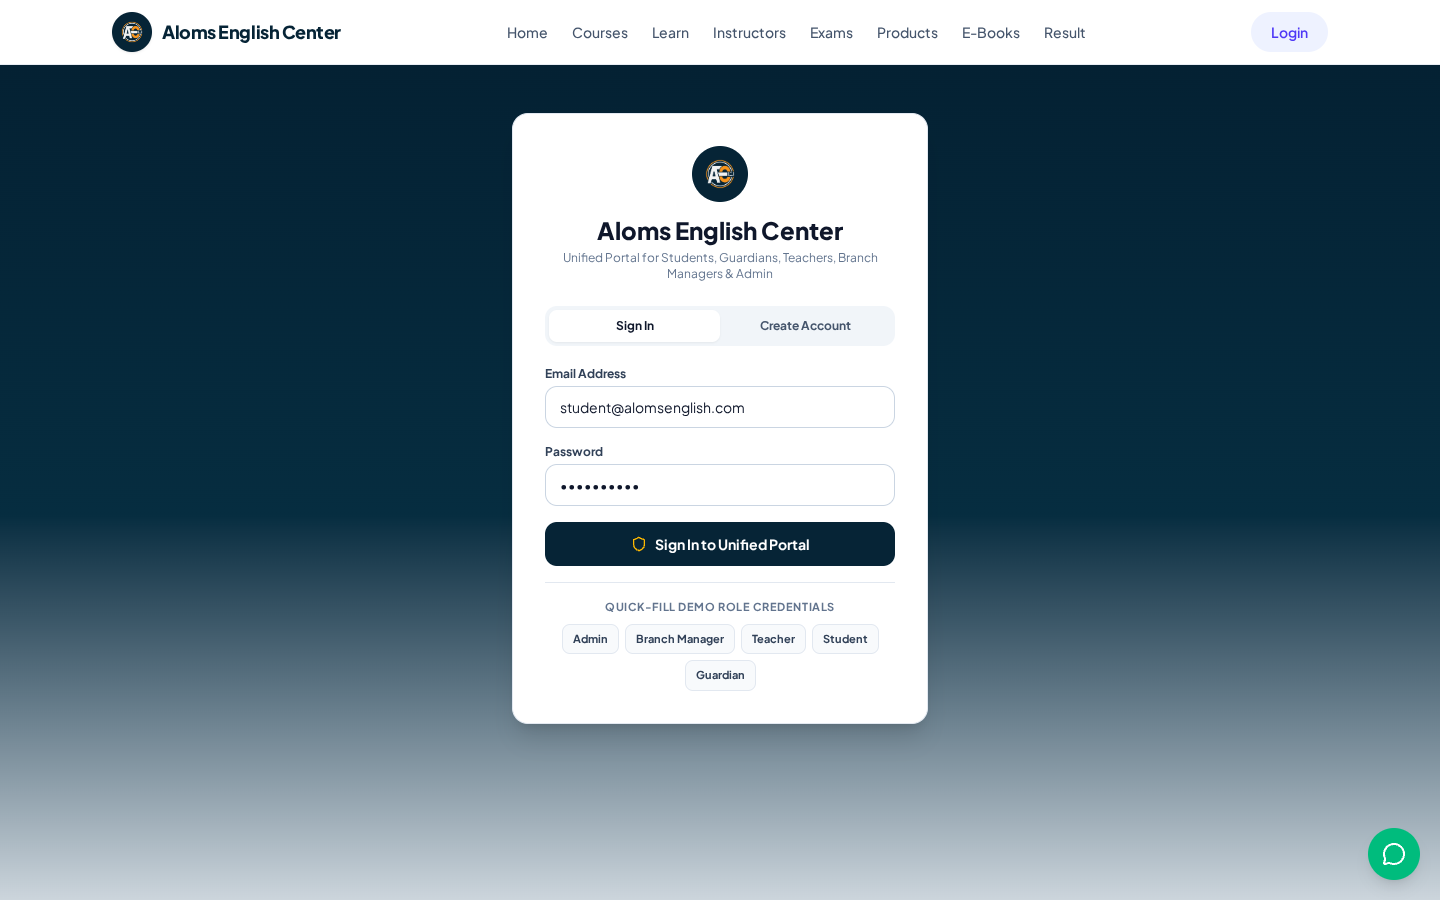 Aloms English Center
Home Courses Learn Instructors Exams Products E-Books Result
Login
Aloms English Center
Unified Portal for Students, Guardians, Teachers, Branch
Managers & Admin
Sign In
Create Account
Email Address
student@alomsenglish.com
Password
••••••••••
Sign In to Unified Portal
QUICK-FILL DEMO ROLE CREDENTIALS
Admin Branch Manager Teacher Student
Guardian